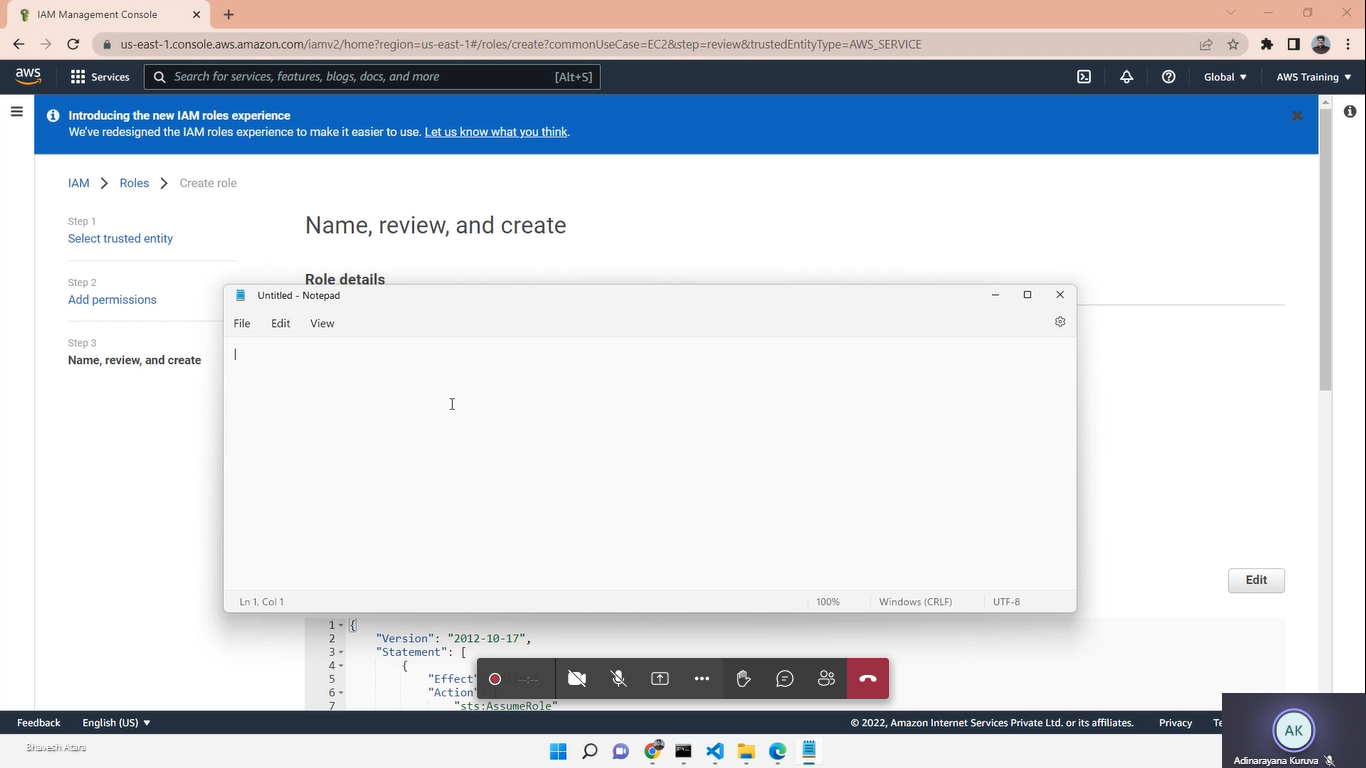 IAM Management Console
us-east-1.console.aws.amazon.com/iamv2/home?region=us-east-1#/roles/create?commonUseCase=EC2&step=review&trustedEntityType=AWS_SERVICE
aws Services Search for services, features, blogs, docs, and more [Alt+S] Global AWS Training
Introducing the new IAM roles experience
We've redesigned the IAM roles experience to make it easier to use. Let us know what you think.
IAM Roles Create role
Step 1
Select trusted entity
Step 2
Add permissions
Step 3
Name, review, and create
Name, review, and create
Role details
Untitled - Notepad
File Edit View
Ln 1, Col 1 100% Windows (CRLF) UTF-8
Edit
1 {
2 "Version": "2012-10-17",
3 "Statement": [
4 {
5 "Effect"
6 "Action"
7 "sts:AssumeRole"
Feedback English (US) © 2022, Amazon Internet Services Private Ltd. or its affiliates. Privacy
Bhavesh Atara
AK
Adinarayana Kuruva